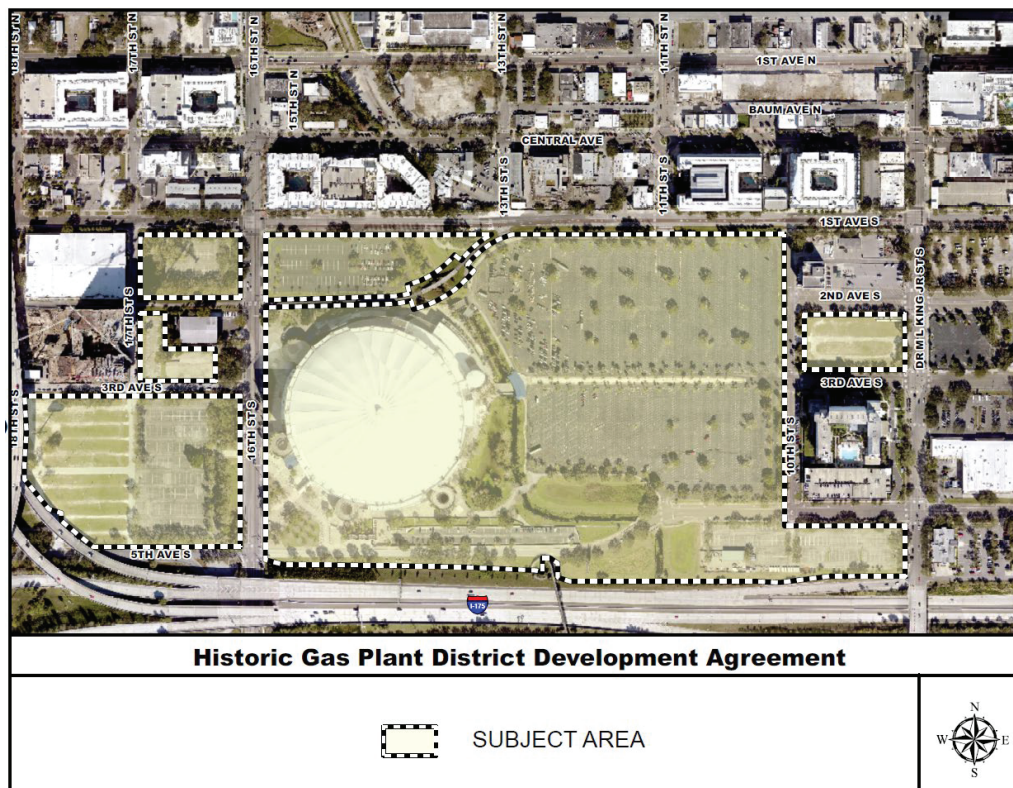 18TH ST N
17TH ST N
16TH ST N
15TH ST N
13TH ST N
11TH ST N
1ST AVE N
BAUM AVE N
CENTRAL AVE
13TH ST S
11TH ST S
1ST AVE S
17TH ST S
2ND AVE S
DR M L KING JR ST S
3RD AVE S
3RD AVE S
18TH ST S
16TH ST S
10TH ST S
5TH AVE S
I-175
Historic Gas Plant District Development Agreement
SUBJECT AREA
N
W E
S